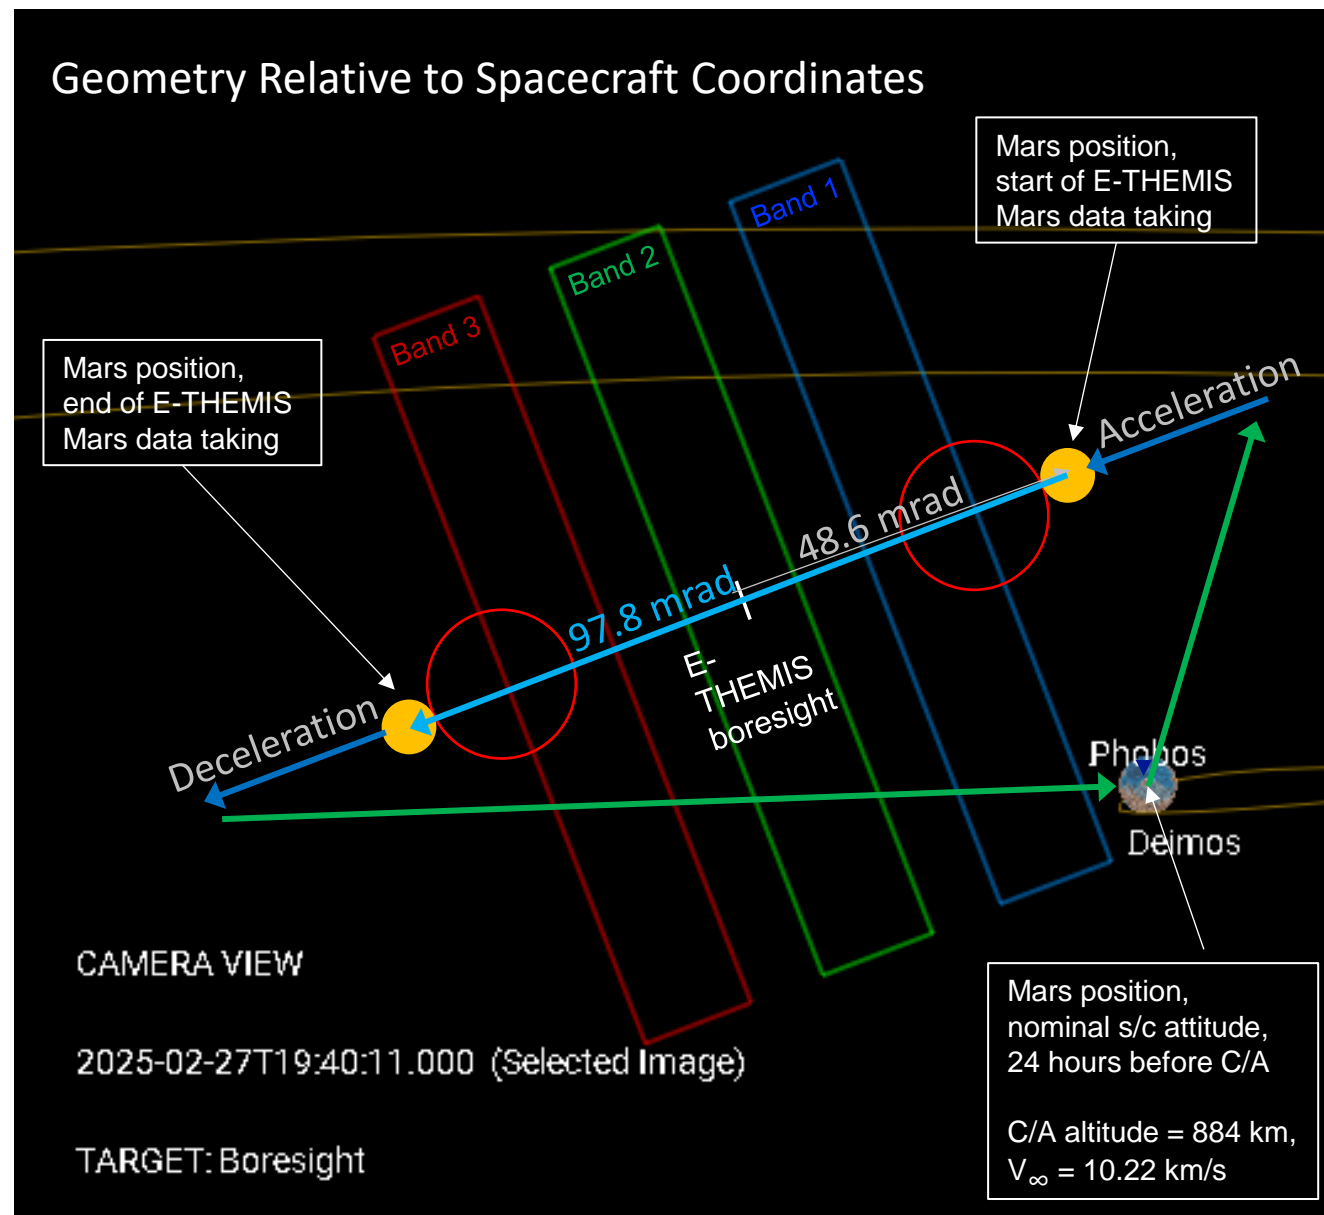 Geometry Relative to Spacecraft Coordinates
Mars position,
start of E-THEMIS
Mars data taking
Band 1
Band 2
Band 3
Mars position,
end of E-THEMIS
Mars data taking
Acceleration
48.6 mrad
97.8 mrad
E-
THEMIS
boresight
Deceleration
Phobos
Deimos
CAMERA VIEW
2025-02-27T19:40:11.000 (Selected Image)
TARGET: Boresight
Mars position,
nominal s/c attitude,
24 hours before C/A
C/A altitude = 884 km,
V∞ = 10.22 km/s